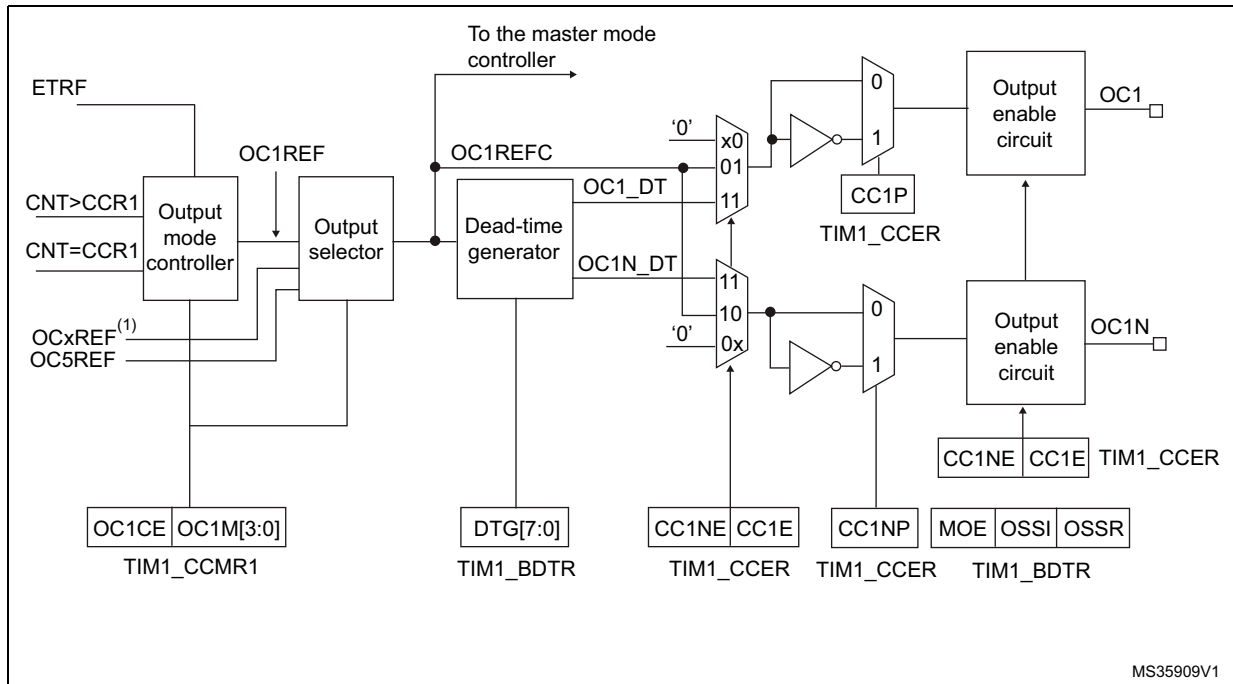 To the master mode
controller
ETRF
OC1REF
CNT>CCR1
CNT=CCR1
Output
mode
controller
Output
selector
OCxREF(1)
OC5REF
OC1REFC
Dead-time
generator
OC1_DT
OC1N_DT
'0'
x0
01
11
11
10
'0'
0x
0
1
CC1P
TIM1_CCER
0
1
Output
enable
circuit
OC1
Output
enable
circuit
OC1N
CC1NE CC1E TIM1_CCER
OC1CE OC1M[3:0]
TIM1_CCMR1
DTG[7:0]
TIM1_BDTR
CC1NE CC1E
TIM1_CCER
CC1NP
TIM1_CCER
MOE OSSI OSSR
TIM1_BDTR
MS35909V1